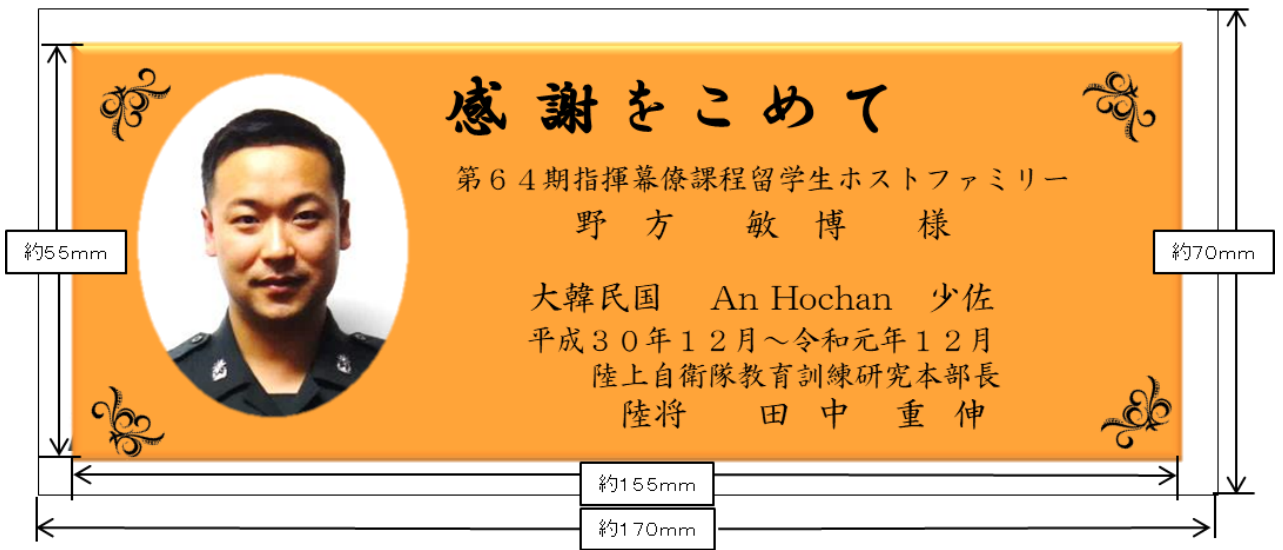 感謝をこめて
第６４期指揮幕僚課程留学生ホストファミリー
野　方　　敏　博　　様
大韓民国　An Hochan　少佐
平成３０年１２月～令和元年１２月
陸上自衛隊教育訓練研究本部長
陸将　　田　中　　重　伸
約55mm
約70mm
約155mm
約170mm